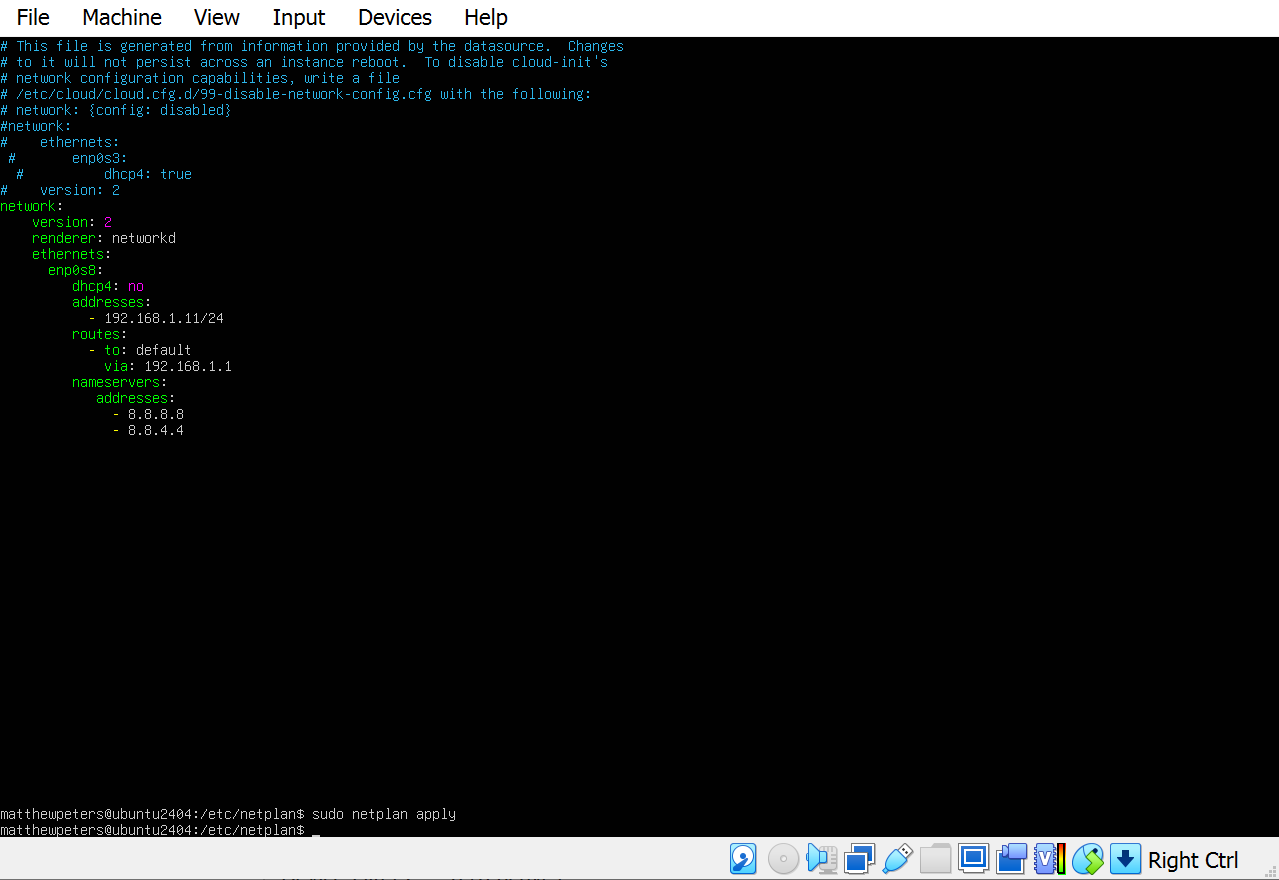 File Machine View Input Devices Help
# This file is generated from information provided by the datasource.  Changes
# to it will not persist across an instance reboot.  To disable cloud-init's
# network configuration capabilities, write a file
# /etc/cloud/cloud.cfg.d/99-disable-network-config.cfg with the following:
# network: {config: disabled}
#network:
#    ethernets:
 #       enp0s3:
  #          dhcp4: true
#    version: 2
network:
    version: 2
    renderer: networkd
    ethernets:
      enp0s8:
         dhcp4: no
         addresses:
           - 192.168.1.11/24
         routes:
           - to: default
             via: 192.168.1.1
         nameservers:
            addresses:
              - 8.8.8.8
              - 8.8.4.4
matthewpeters@ubuntu2404:/etc/netplan$ sudo netplan apply
matthewpeters@ubuntu2404:/etc/netplan$ _
Right Ctrl